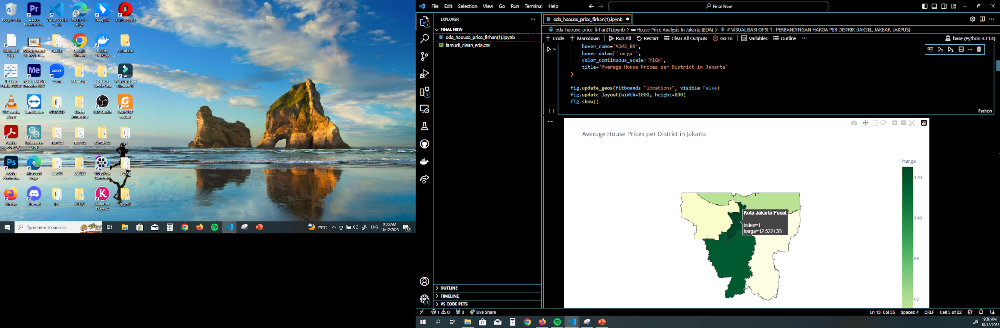 Recycle Bin
Adobe Premiere P...
Visual Studio Code
Profile 1 - Edge
DingTalk
Microsoft Edge
Management of Modern ...
Pancas
Google Chrome
Docker Desktop
Portofolio
Tableau Public 2023.2
Adobe Media Encoder 2022
Zoom
Milestone
Default Credit Ca...
Wondershare Filmora 12
VLC media player
TeamViewer
WEBSCRP
Direct Immersive
OBS Studio
Foxit PDF Reader
Adobe Acrobat DC
Kutools for Excel
TEST LC
TEST GC
BATCH 22
gx
Adobe Photosh...
Microsoft Edge
Test P0
LC 322
VideoProc Converter
P2M3
Firefox
Discord
P1 GC
KaraFun Player 2
gx_m3
Type here to search
29°C
ENG
9:38 AM
10/12/2023
File Edit Selection View Go Run Terminal Help
Final New
EXPLORER
FINAL NEW
eda_haouse_price_firhan(1).ipynb
lamudi_clean_eda.csv
OUTLINE
TIMELINE
VS CODE PETS
eda_haouse_price_firhan(1).ipynb
eda_haouse_price_firhan(1).ipynb > M↓ House Price Analysis In Jakarta (EDA) > # VISUALISASI OPSI 1 : PERBANDINGAN HARGA PER DISTRIK (JAKSEL, JAKBAR, JAKPUS)
+ Code + Markdown Run All Restart Clear All Outputs Go To Variables Outline ...
base (Python 3.11.4)
hover_name='ADM2_EN',
hover_data=['harga'],
color_continuous_scale='YlGn',
title='Average House Prices per District in Jakarta'
)
fig.update_geos(fitbounds="locations", visible=False)
fig.update_layout(width=1000, height=800)
fig.show()
[ ]
Python
Average House Prices per District in Jakarta
harga
12B
10B
8B
6B
Kota Jakarta Pusat
index=1
harga=12.52213B
1 0 0 Live Share
Ln 13, Col 35 Spaces: 4 CRLF Cell 5 of 22
9:38 AM
10/12/2023